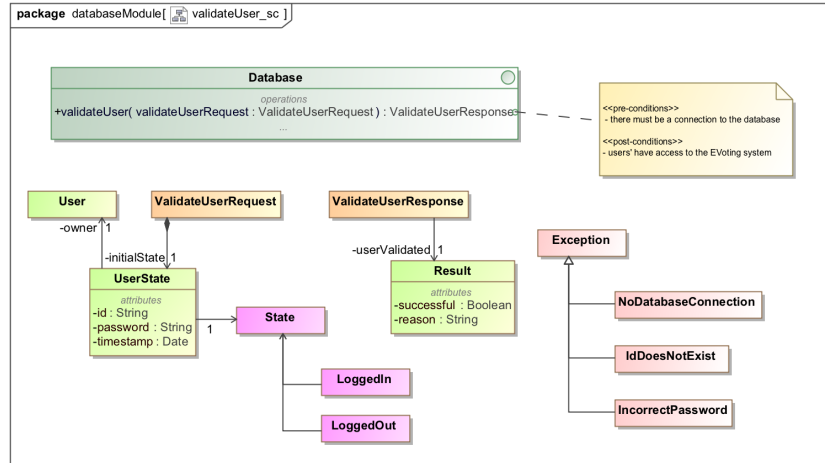 package databaseModule[ validateUser_sc ]
Database
operations
+validateUser( validateUserRequest : ValidateUserRequest ) : ValidateUserResponse
...
<<pre-conditions>>
- there must be a connection to the database
<<post-conditions>>
- users' have access to the EVoting system
User
ValidateUserRequest
ValidateUserResponse
-owner 1
-initialState 1
-userValidated 1
Exception
UserState
attributes
-id : String
-password : String
-timestamp : Date
1
State
Result
attributes
-successful : Boolean
-reason : String
NoDatabaseConnection
IdDoesNotExist
IncorrectPassword
LoggedIn
LoggedOut